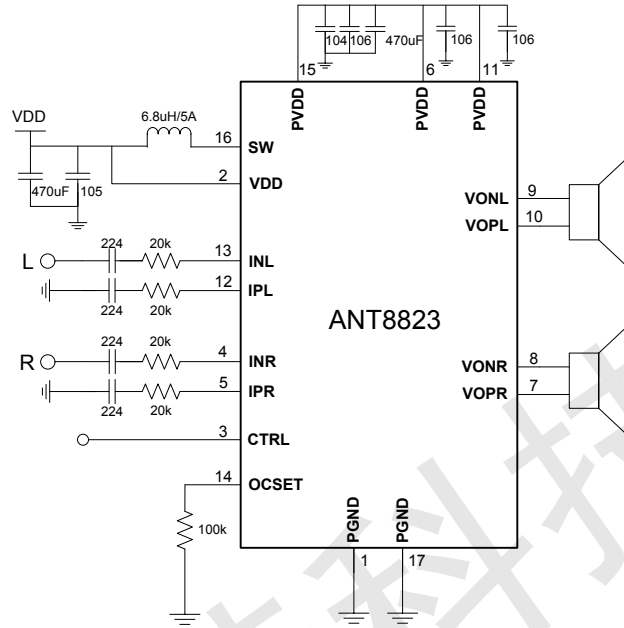 104 106 470uF 106 106
15 6 11
PVDD PVDD PVDD
VDD
6.8uH/5A
16 SW
2 VDD
470uF 105
VONL 9
VOPL 10
224 20k
L 13 INL
12 IPL
224 20k
ANT8823
224 20k
R 4 INR
5 IPR
224 20k
VONR 8
VOPR 7
3 CTRL
14 OCSET
100k
PGND PGND
1 17
科技